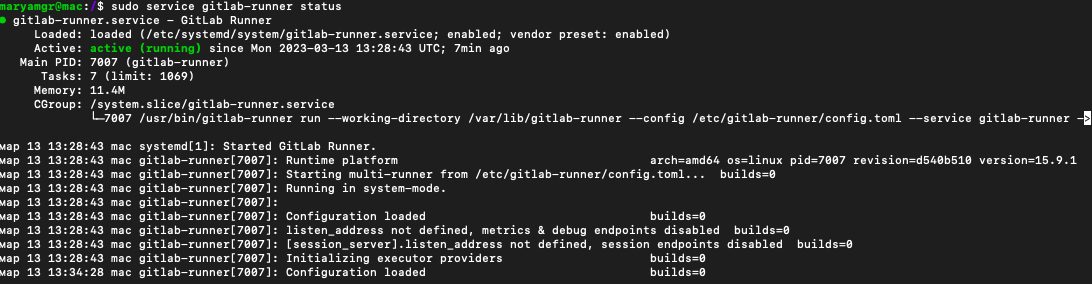 maryamgr@mac:/$ sudo service gitlab-runner status
● gitlab-runner.service - GitLab Runner
Loaded: loaded (/etc/systemd/system/gitlab-runner.service; enabled; vendor preset: enabled)
Active: active (running) since Mon 2023-03-13 13:28:43 UTC; 7min ago
Main PID: 7007 (gitlab-runner)
Tasks: 7 (limit: 1069)
Memory: 11.4M
CGroup: /system.slice/gitlab-runner.service
└─7007 /usr/bin/gitlab-runner run --working-directory /var/lib/gitlab-runner --config /etc/gitlab-runner/config.toml --service gitlab-runner ->
мар 13 13:28:43 mac systemd[1]: Started GitLab Runner.
мар 13 13:28:43 mac gitlab-runner[7007]: Runtime platform arch=amd64 os=linux pid=7007 revision=d540b510 version=15.9.1
мар 13 13:28:43 mac gitlab-runner[7007]: Starting multi-runner from /etc/gitlab-runner/config.toml... builds=0
мар 13 13:28:43 mac gitlab-runner[7007]: Running in system-mode.
мар 13 13:28:43 mac gitlab-runner[7007]:
мар 13 13:28:43 mac gitlab-runner[7007]: Configuration loaded builds=0
мар 13 13:28:43 mac gitlab-runner[7007]: listen_address not defined, metrics & debug endpoints disabled builds=0
мар 13 13:28:43 mac gitlab-runner[7007]: [session_server].listen_address not defined, session endpoints disabled builds=0
мар 13 13:28:43 mac gitlab-runner[7007]: Initializing executor providers builds=0
мар 13 13:34:28 mac gitlab-runner[7007]: Configuration loaded builds=0